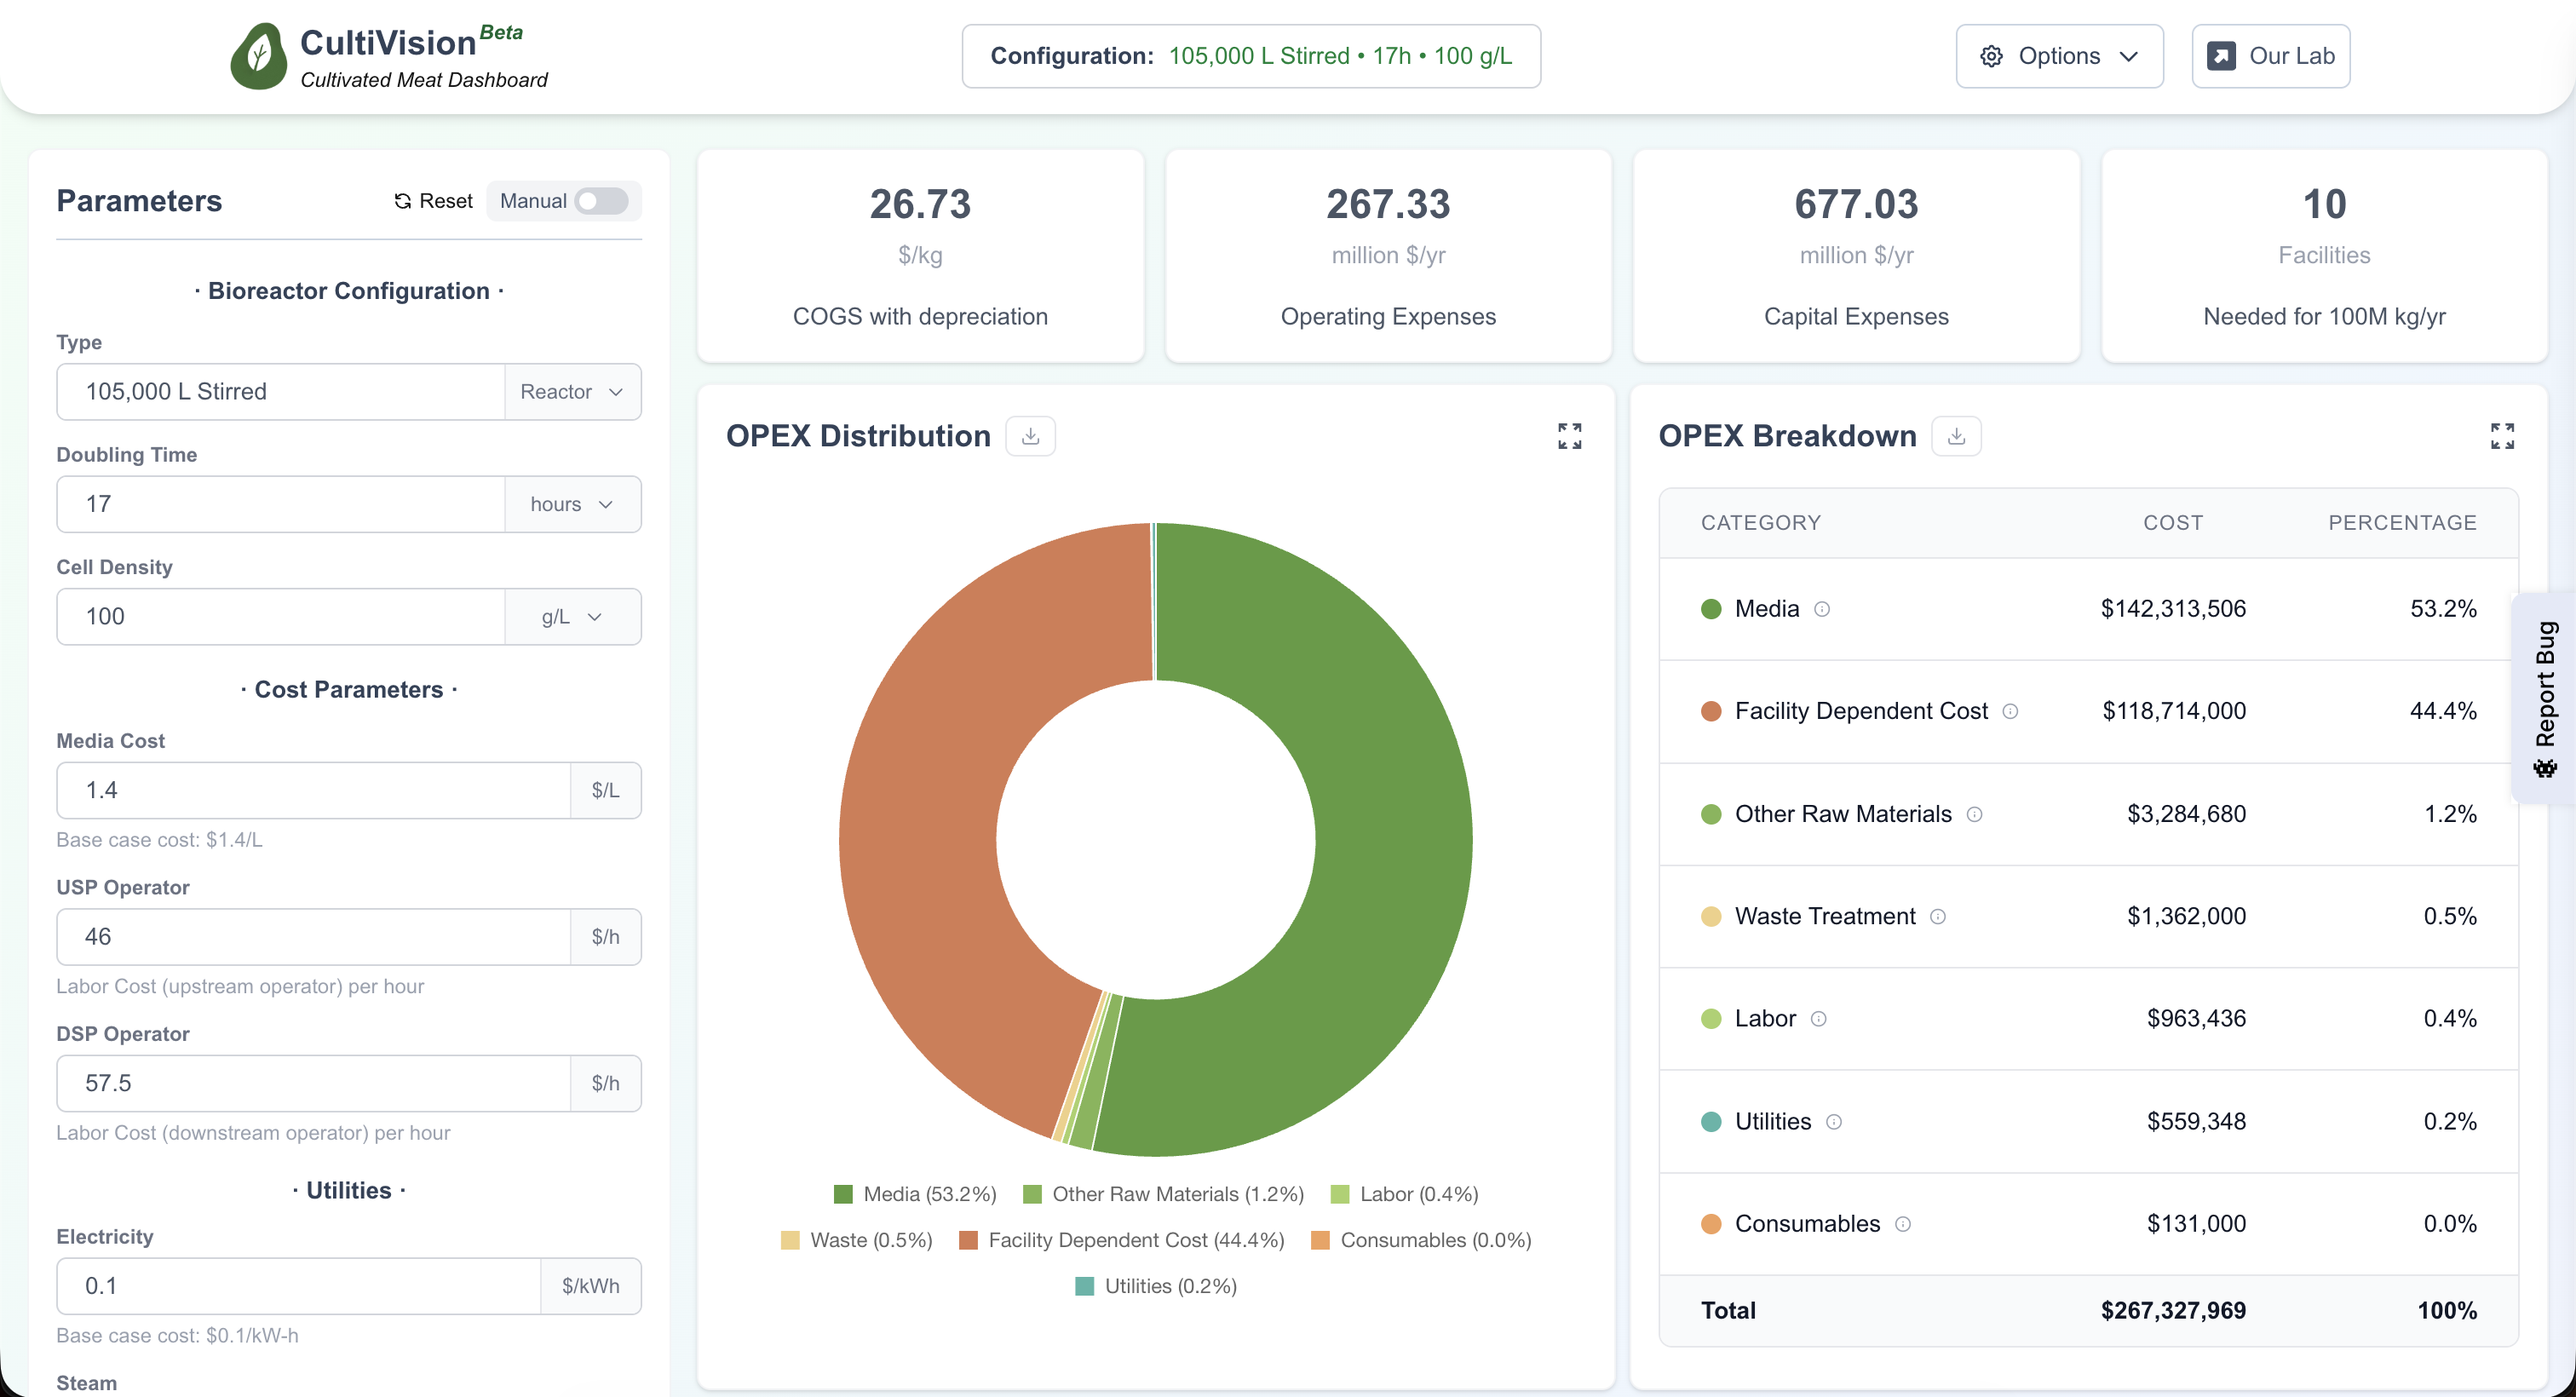 CultiVision Beta
Cultivated Meat Dashboard
Configuration: 105,000 L Stirred • 17h • 100 g/L
Options
Our Lab
Parameters
Reset
Manual
· Bioreactor Configuration ·
Type
105,000 L Stirred
Reactor
Doubling Time
17
hours
Cell Density
100
g/L
· Cost Parameters ·
Media Cost
1.4
$/L
Base case cost: $1.4/L
USP Operator
46
$/h
Labor Cost (upstream operator) per hour
DSP Operator
57.5
$/h
Labor Cost (downstream operator) per hour
· Utilities ·
Electricity
0.1
$/kWh
Base case cost: $0.1/kW-h
Steam
26.73
$/kg
COGS with depreciation
267.33
million $/yr
Operating Expenses
677.03
million $/yr
Capital Expenses
10
Facilities
Needed for 100M kg/yr
OPEX Distribution
Media (53.2%) Other Raw Materials (1.2%) Labor (0.4%)
Waste (0.5%) Facility Dependent Cost (44.4%) Consumables (0.0%)
Utilities (0.2%)
OPEX Breakdown
CATEGORY COST PERCENTAGE
Media $142,313,506 53.2%
Facility Dependent Cost $118,714,000 44.4%
Other Raw Materials $3,284,680 1.2%
Waste Treatment $1,362,000 0.5%
Labor $963,436 0.4%
Utilities $559,348 0.2%
Consumables $131,000 0.0%
Total $267,327,969 100%
Report Bug